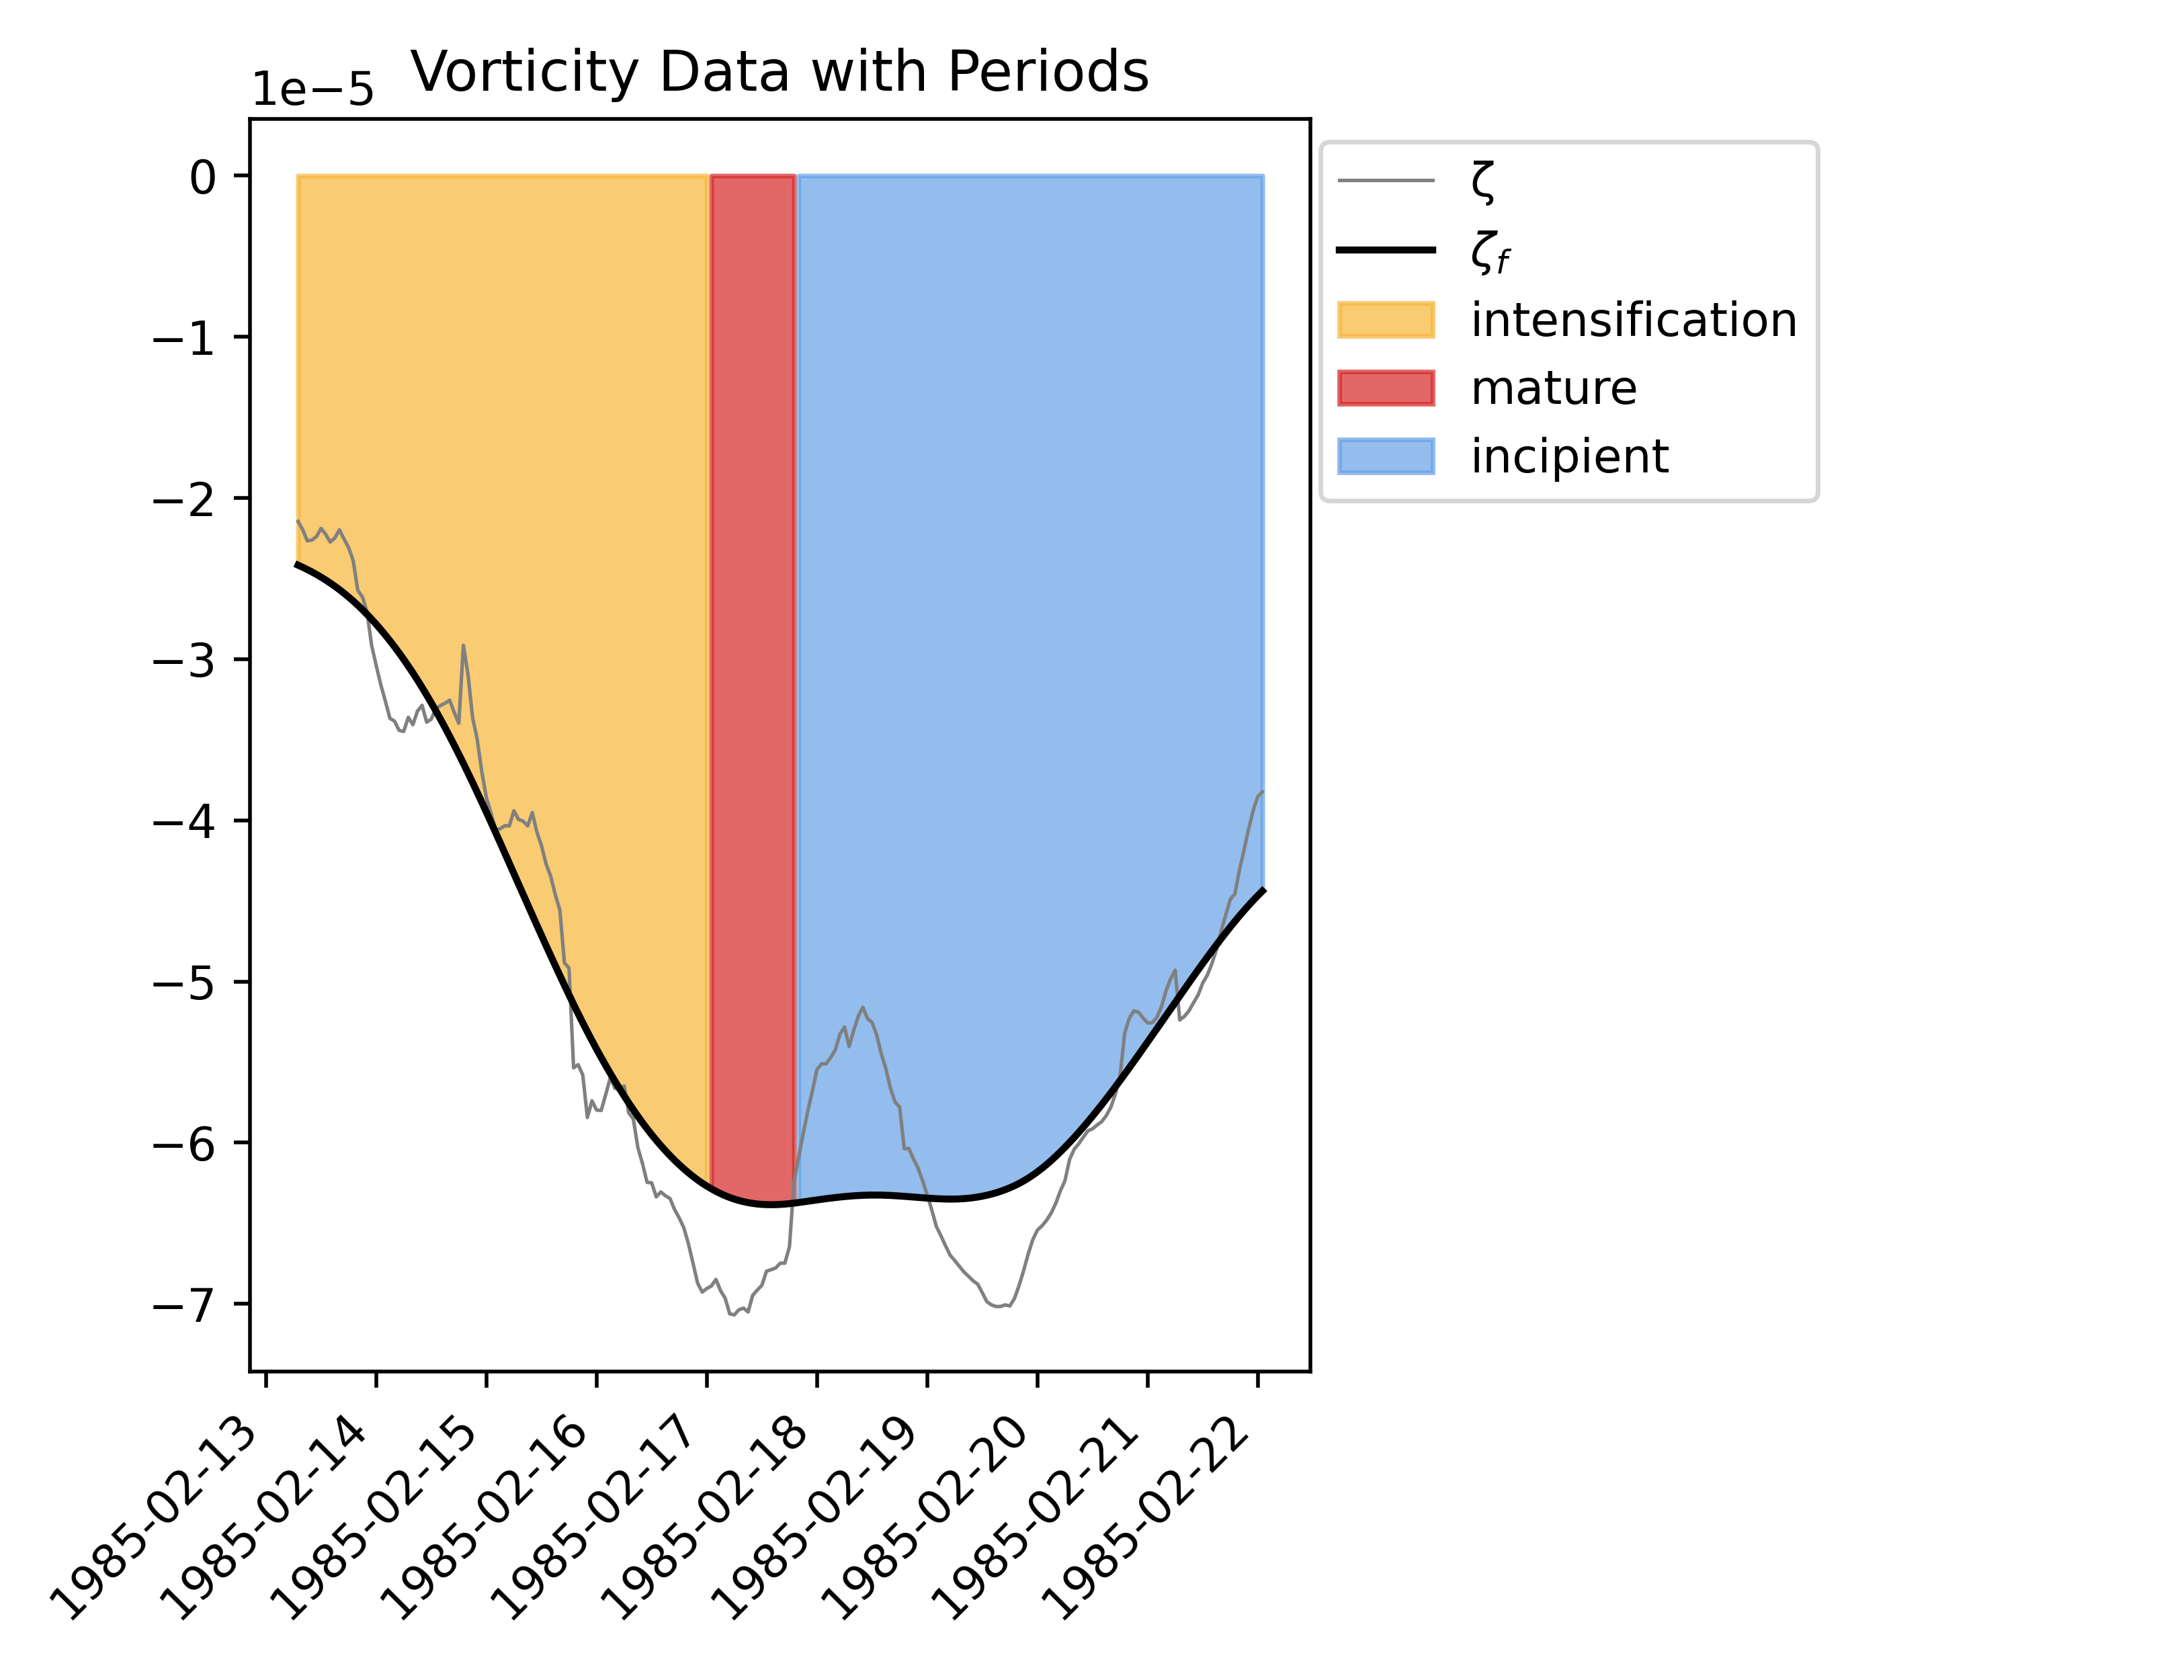 Vorticity Data with Periods
1e−5
0
−1
−2
−3
−4
−5
−6
−7
1985-02-13
1985-02-14
1985-02-15
1985-02-16
1985-02-17
1985-02-18
1985-02-19
1985-02-20
1985-02-21
1985-02-22
ζ
ζf
intensification
mature
incipient